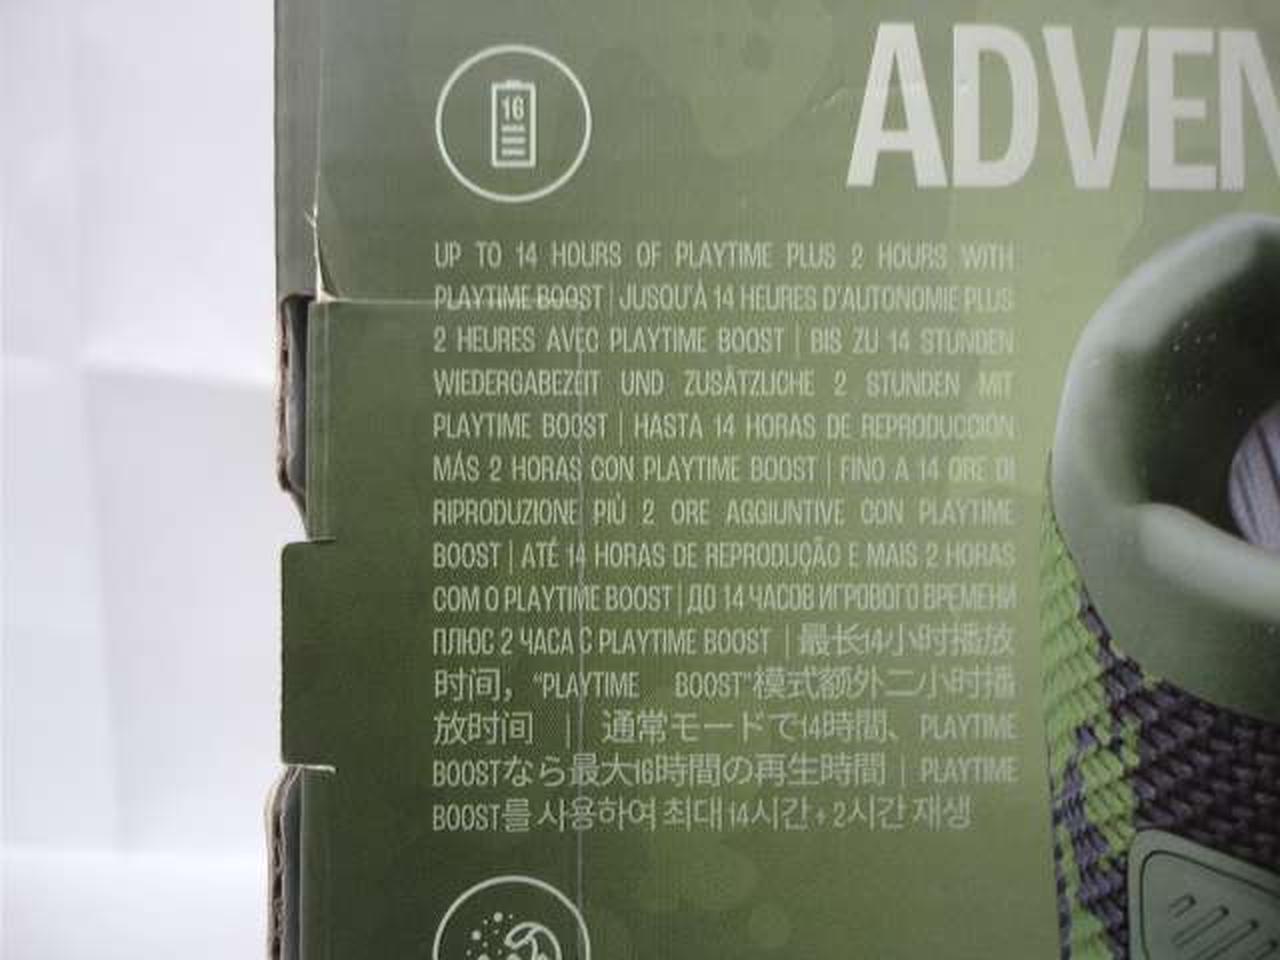 16
ADVEN
UP TO 14 HOURS OF PLAYTIME PLUS 2 HOURS WITH
PLAYTIME BOOST | JUSQU'À 14 HEURES D'AUTONOMIE PLUS
2 HEURES AVEC PLAYTIME BOOST | BIS ZU 14 STUNDEN
WIEDERGABEZEIT UND ZUSÄTZLICHE 2 STUNDEN MIT
PLAYTIME BOOST | HASTA 14 HORAS DE REPRODUCCIÓN
MÁS 2 HORAS CON PLAYTIME BOOST | FINO A 14 ORE DI
RIPRODUZIONE PIÙ 2 ORE AGGIUNTIVE CON PLAYTIME
BOOST | ATÉ 14 HORAS DE REPRODUÇÃO E MAIS 2 HORAS
COM O PLAYTIME BOOST | ДО 14 ЧАСОВ ИГРОВОГО ВРЕМЕНИ
ПЛЮС 2 ЧАСА С PLAYTIME BOOST | 最长14小时播放
时间，“PLAYTIME BOOST”模式额外二小时播
放时间 | 通常モードで14時間、PLAYTIME
BOOSTなら最大16時間の再生時間 | PLAYTIME
BOOST를 사용하여 최대 14시간 + 2시간 재생